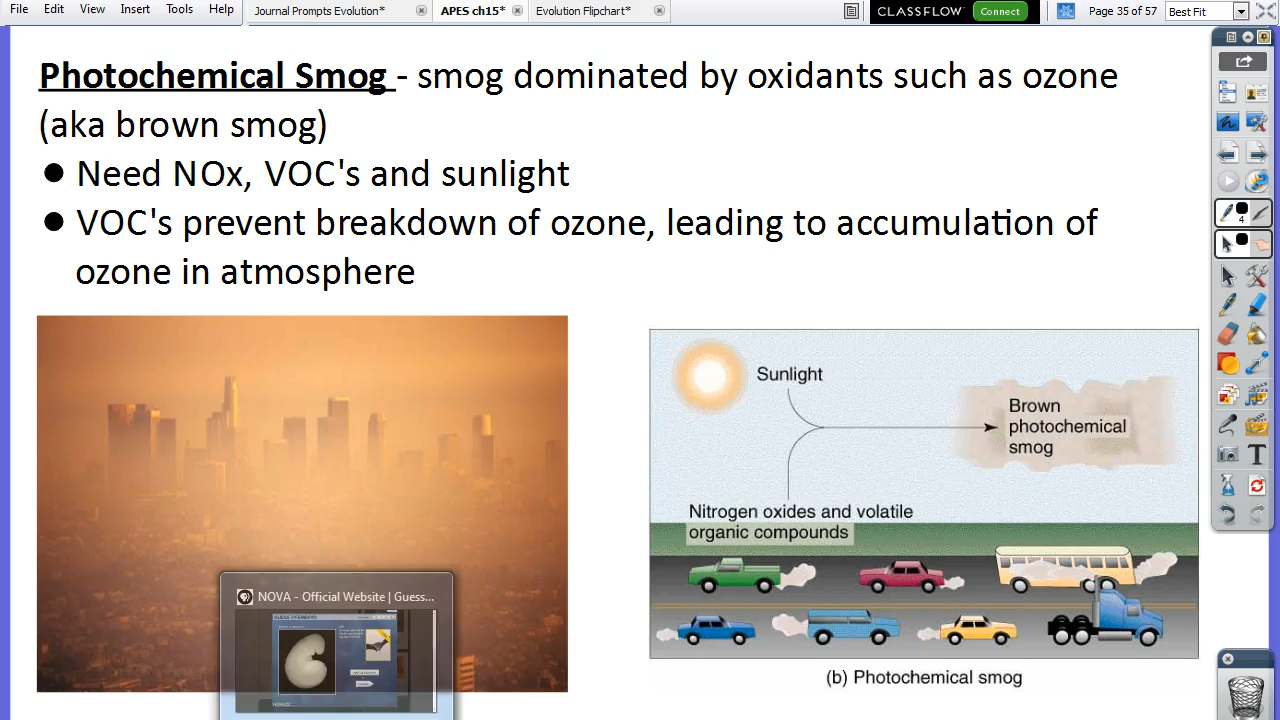 File Edit View Insert Tools Help Journal Prompts Evolution* APES ch15* Evolution Flipchart* CLASSFLOW Connect Page 35 of 57 Best Fit
Photochemical Smog - smog dominated by oxidants such as ozone
(aka brown smog)
● Need NOx, VOC's and sunlight
● VOC's prevent breakdown of ozone, leading to accumulation of
ozone in atmosphere
4
Sunlight
Brown
photochemical
smog
Nitrogen oxides and volatile
organic compounds
(b) Photochemical smog
NOVA - Official Website | Guess...